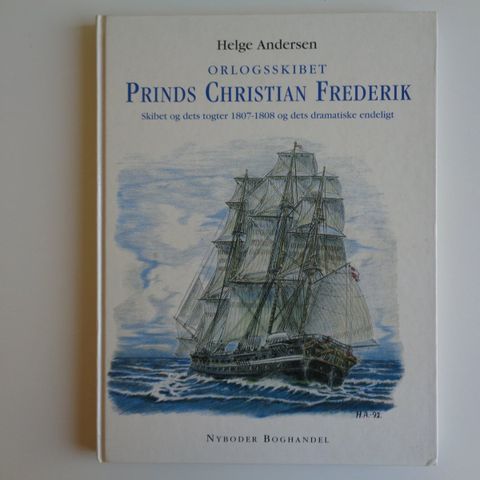 Helge Andersen
ORLOGSSKIBET
PRINDS CHRISTIAN FREDERIK
Skibet og dets togter 1807-1808 og dets dramatiske endeligt
H.A.-92.
NYBODER BOGHANDEL